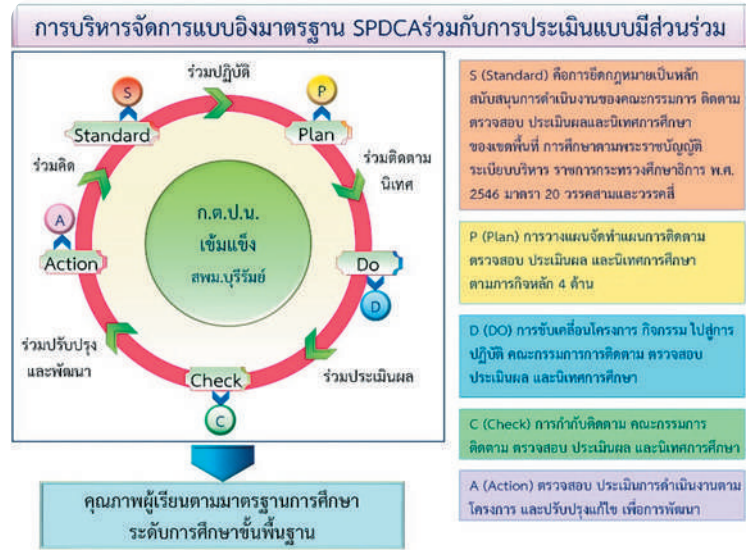 การบริหารจัดการแบบอิงมาตรฐาน SPDCAร่วมกับการประเมินแบบมีส่วนร่วม
ร่วมปฏิบัติ
S
P
Standard
Plan
ร่วมคิด
ร่วมติดตาม
นิเทศ
ก.ต.ป.น.
เข้มแข็ง
สพม.บุรีรัมย์
A
Action
Do
D
ร่วมปรับปรุง
และพัฒนา
ร่วมประเมินผล
Check
C
คุณภาพผู้เรียนตามมาตรฐานการศึกษา
ระดับการศึกษาขั้นพื้นฐาน
S (Standard) คือการยึดกฎหมายเป็นหลัก
สนับสนุนการดำเนินงานของคณะกรรมการ ติดตาม
ตรวจสอบ ประเมินผลและนิเทศการศึกษา
ของเขตพื้นที่ การศึกษาตามพระราชบัญญัติ
ระเบียบบริหาร ราชการกระทรวงศึกษาธิการ พ.ศ.
2546 มาตรา 20 วรรคสามและวรรคสี่
P (Plan) การวางแผนจัดทำแผนการติดตาม
ตรวจสอบ ประเมินผล และนิเทศการศึกษา
ตามภารกิจหลัก 4 ด้าน
D (DO) การขับเคลื่อนโครงการ กิจกรรม ไปสู่การ
ปฏิบัติ คณะกรรมการการติดตาม ตรวจสอบ
ประเมินผล และนิเทศการศึกษา
C (Check) การกำกับติดตาม คณะกรรมการ
ติดตาม ตรวจสอบ ประเมินผล และนิเทศการศึกษา
A (Action) ตรวจสอบ ประเมินการดำเนินงานตาม
โครงการ และปรับปรุงแก้ไข เพื่อการพัฒนา